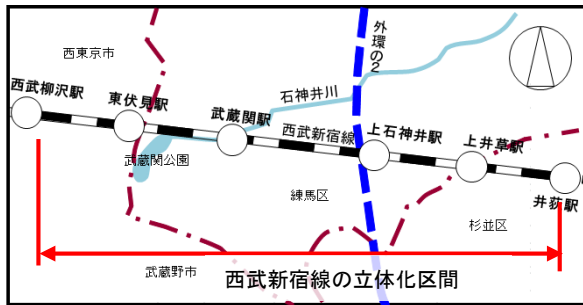 西東京市
外環の2
西武柳沢駅
東伏見駅
武蔵関駅
石神井川
西武新宿線
上石神井駅
上井草駅
武蔵関公園
練馬区
井荻駅
杉並区
武蔵野市
西武新宿線の立体化区間